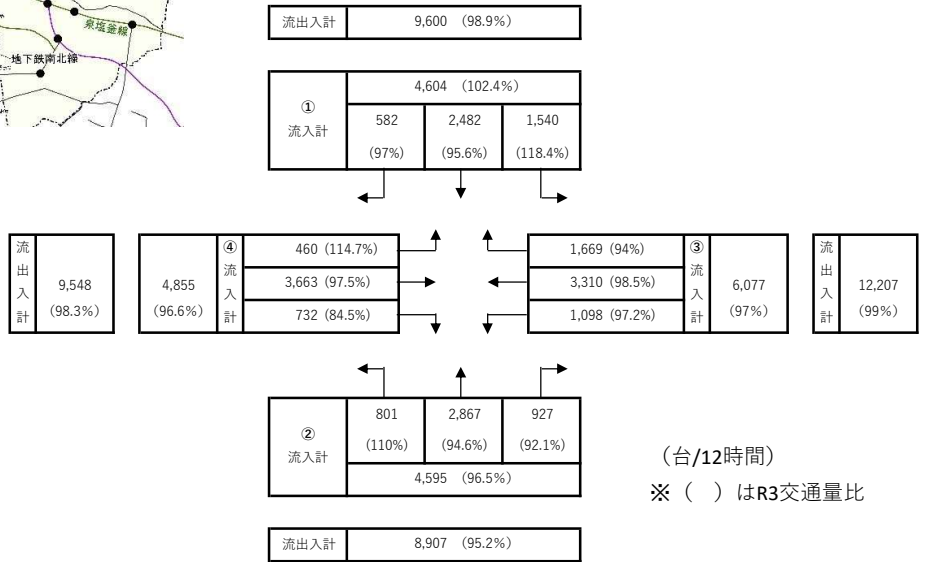 泉塩釜線
地下鉄南北線
流出入計 9,600 (98.9%)
① 流入計
4,604 (102.4%)
582 2,482 1,540
(97%) (95.6%) (118.4%)
流出入計 9,548 (98.3%)
4,855 (96.6%)
④ 流入計
460 (114.7%)
3,663 (97.5%)
732 (84.5%)
1,669 (94%)
3,310 (98.5%)
1,098 (97.2%)
③ 流入計
6,077 (97%)
流出入計 12,207 (99%)
② 流入計
801 2,867 927
(110%) (94.6%) (92.1%)
4,595 (96.5%)
流出入計 8,907 (95.2%)
(台/12時間)
※ ( )はR3交通量比